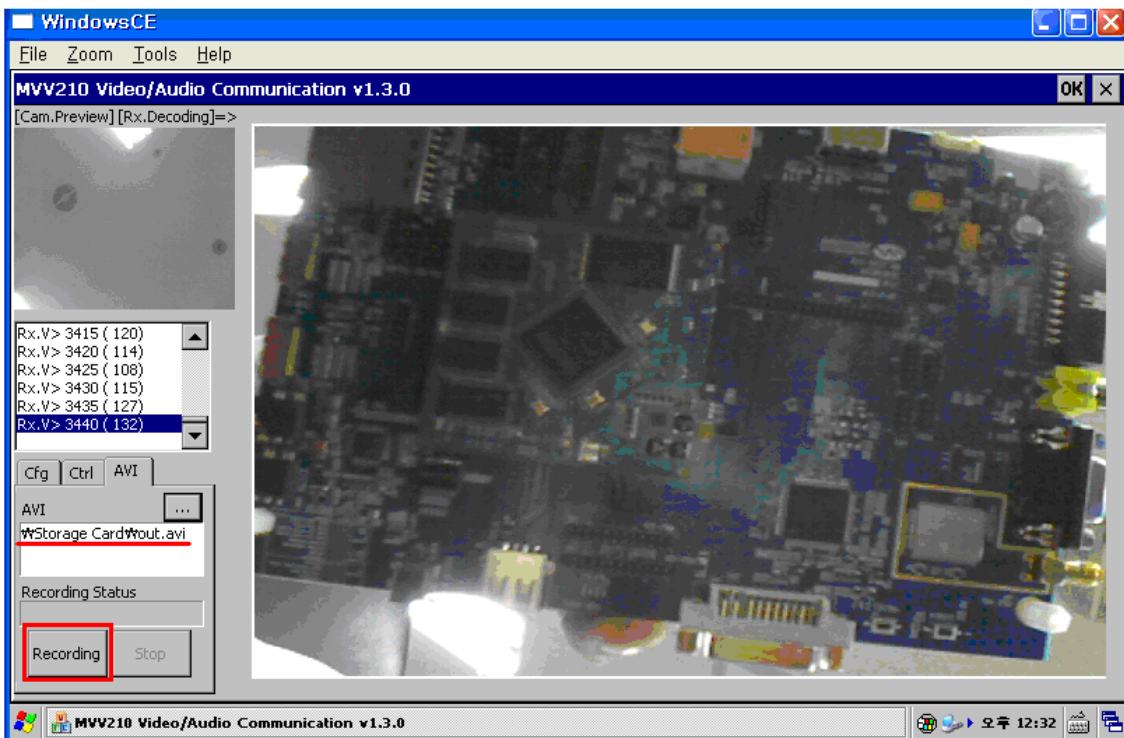 WindowsCE
File Zoom Tools Help
MVV210 Video/Audio Communication v1.3.0 OK
[Cam.Preview] [Rx.Decoding]=>
Rx.V> 3415 ( 120)
Rx.V> 3420 ( 114)
Rx.V> 3425 ( 108)
Rx.V> 3430 ( 115)
Rx.V> 3435 ( 127)
Rx.V> 3440 ( 132)
Cfg Ctrl AVI
AVI ...
₩Storage Card₩out.avi
Recording Status
Recording Stop
MVV210 Video/Audio Communication v1.3.0 오후 12:32